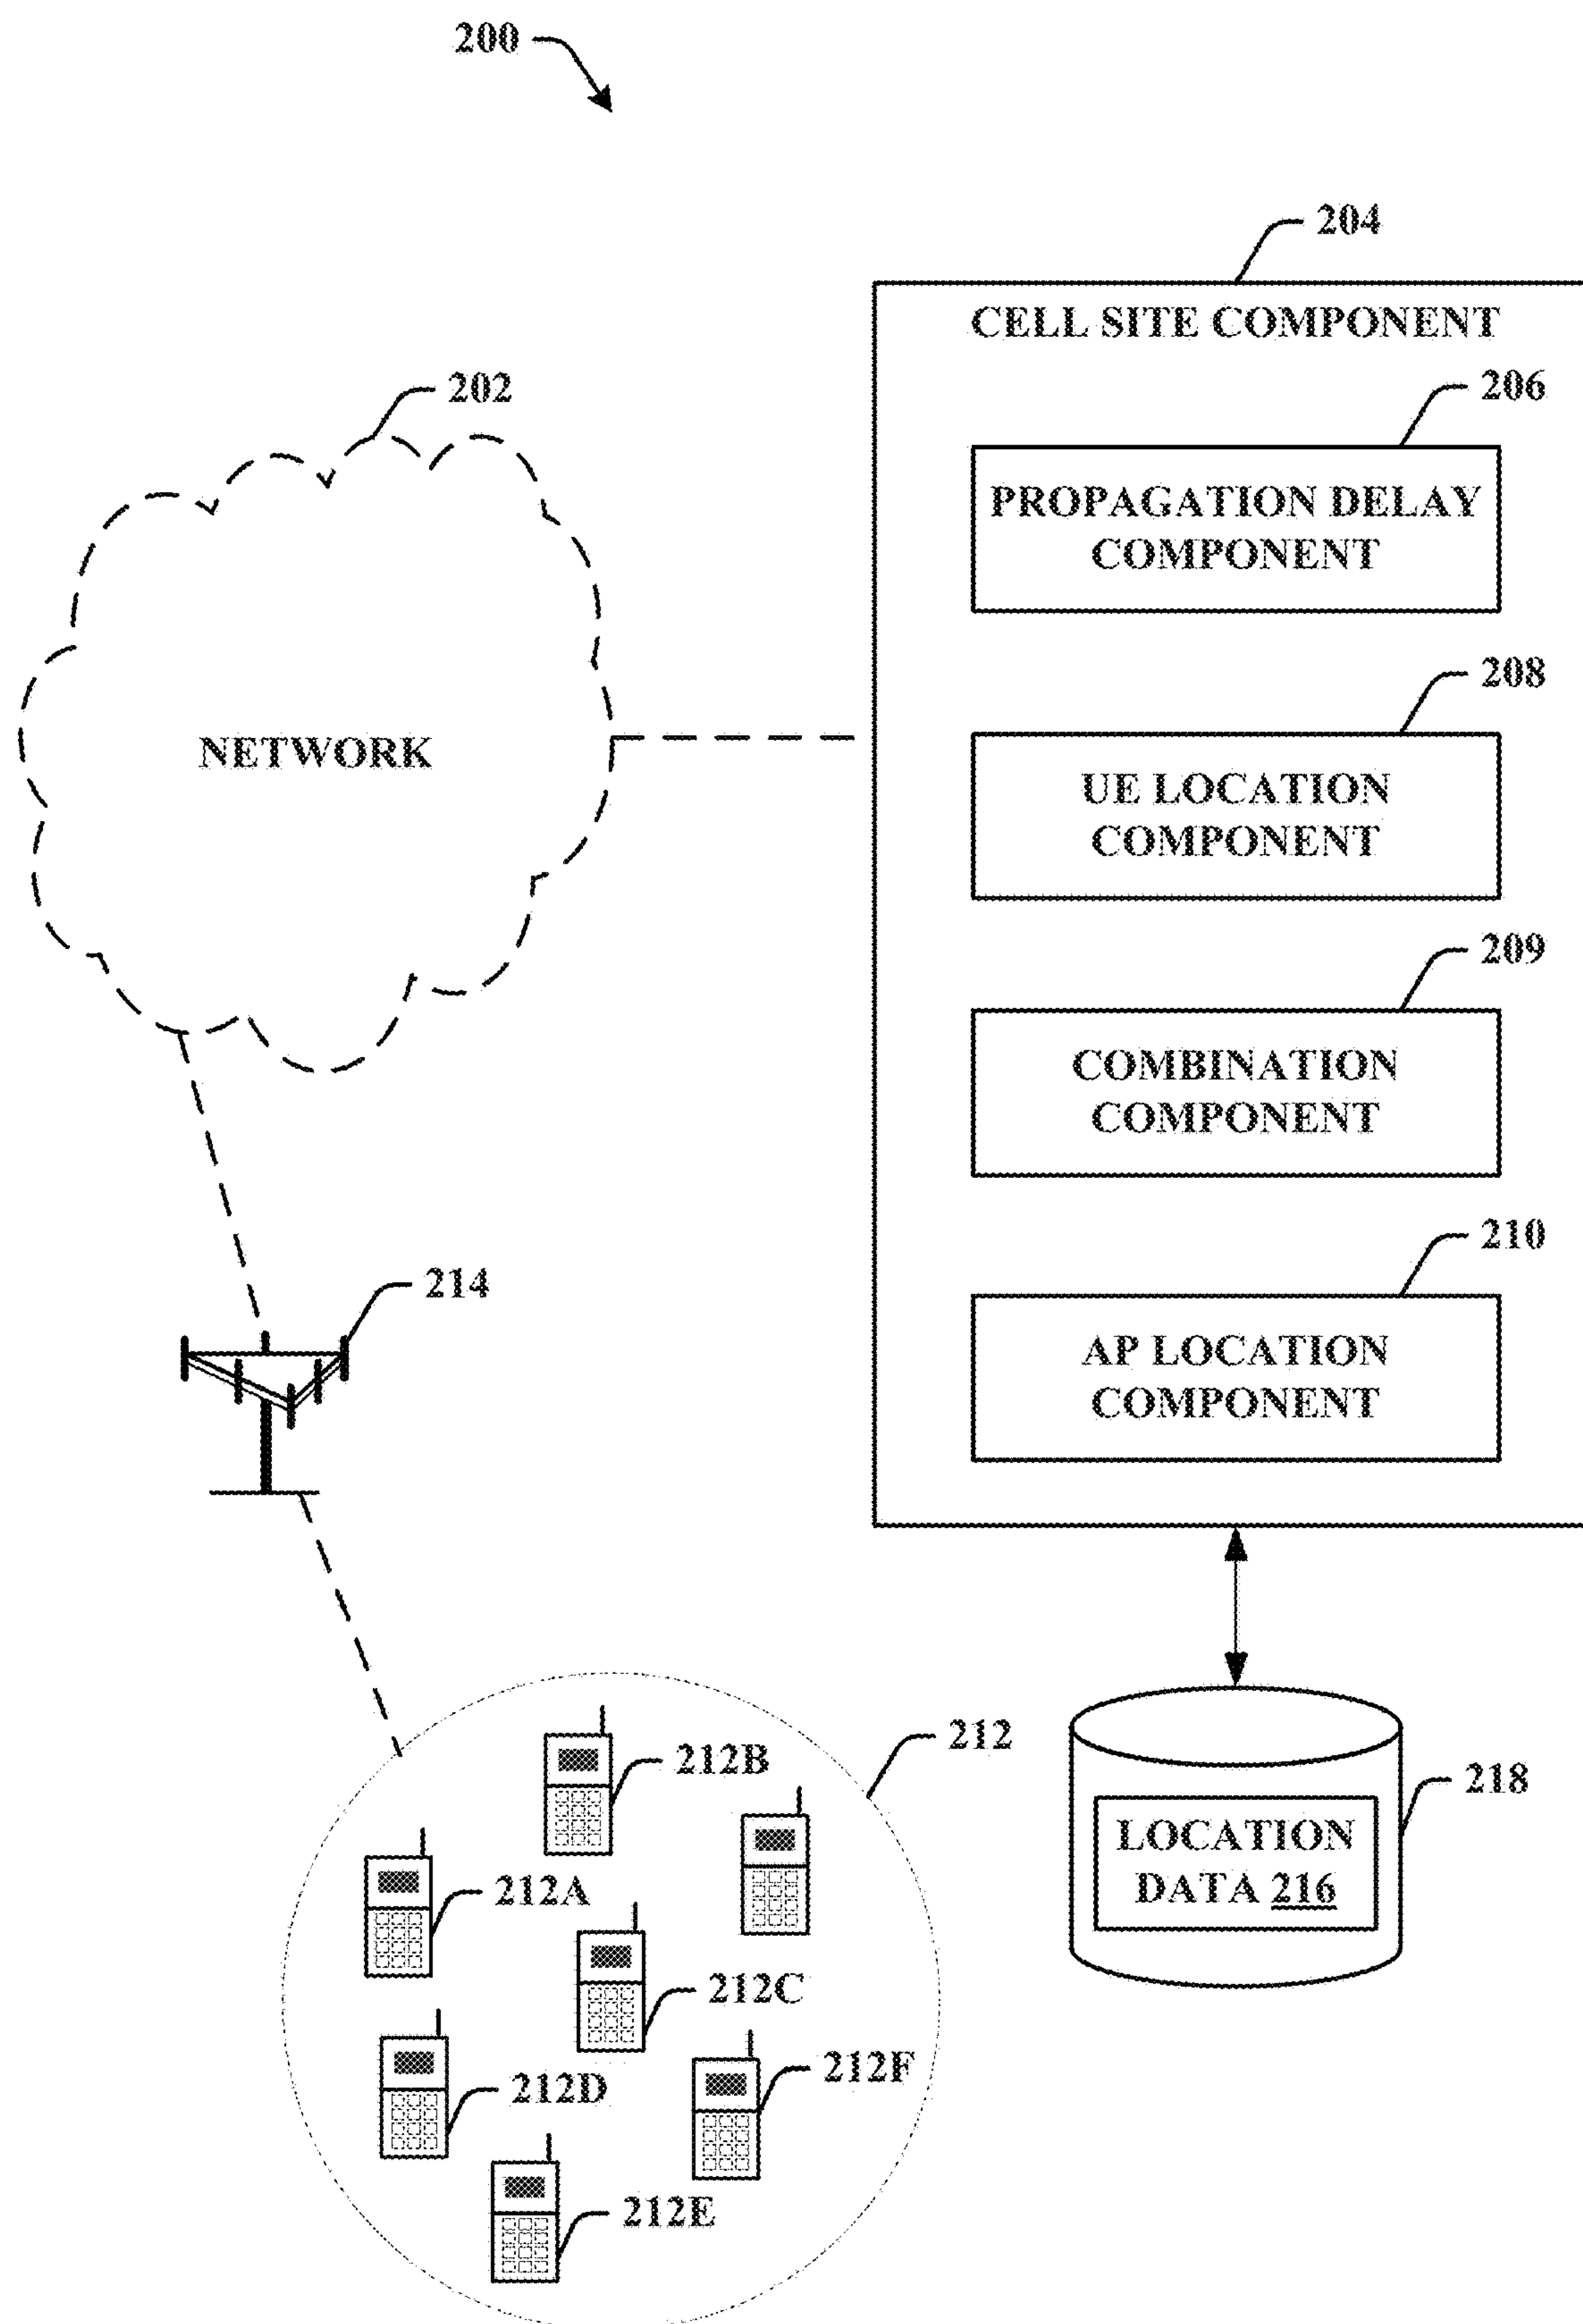 200
204
CELL SITE COMPONENT
202
206
PROPAGATION DELAY
COMPONENT
208
NETWORK
UE LOCATION
COMPONENT
209
COMBINATION
COMPONENT
210
214
AP LOCATION
COMPONENT
212
212B
218
LOCATION
DATA 216
212A
212C
212F
212D
212E